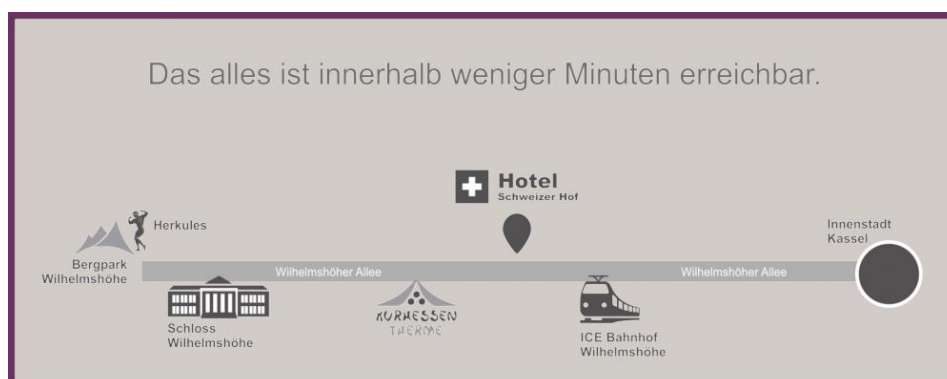 Das alles ist innerhalb weniger Minuten erreichbar.
Hotel
Schweizer Hof
Herkules
Innenstadt
Kassel
Bergpark
Wilhelmshöhe
Wilhelmshöher Allee
Wilhelmshöher Allee
Schloss
Wilhelmshöhe
KURHESSEN
THERME
ICE Bahnhof
Wilhelmshöhe